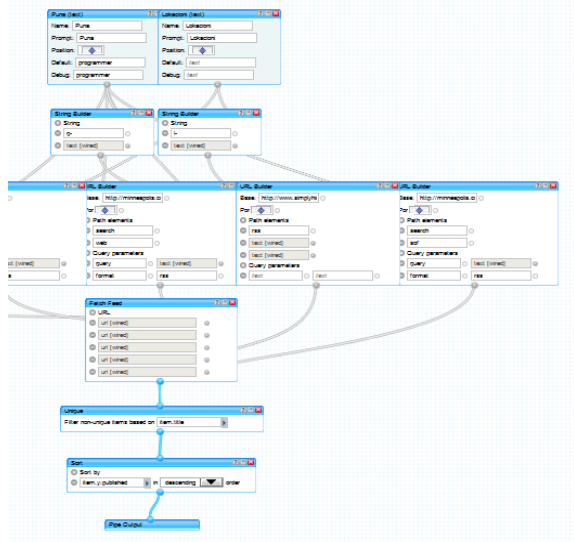 Puna (text)
Name: Puna
Prompt: Puna
Position:
Default: programmer
Debug: programmer
Lokacioni (text)
Name: Lokacioni
Prompt: Lokacioni
Position:
Default: text
Debug: text
String Builder
String
q-
text [wired]
String Builder
String
l-
text [wired]
text [wired]
URL Builder
Base: http://minneapolis.c
Por
Path elements
search
web
Query parameters
query
text [wired]
format
rss
URL Builder
Base: http://www.simplyhi
Por
Path elements
rss
text [wired]
text [wired]
Query parameters
text
text
URL Builder
Base: http://minneapolis.c
Por
Path elements
search
sof
Query parameters
query
text [wired]
format
rss
Fetch Feed
URL
url [wired]
url [wired]
url [wired]
url [wired]
url [wired]
Unique
Filter non-unique items based on item.title
Sort
Sort by
item.y:published in descending order
Pipe Output